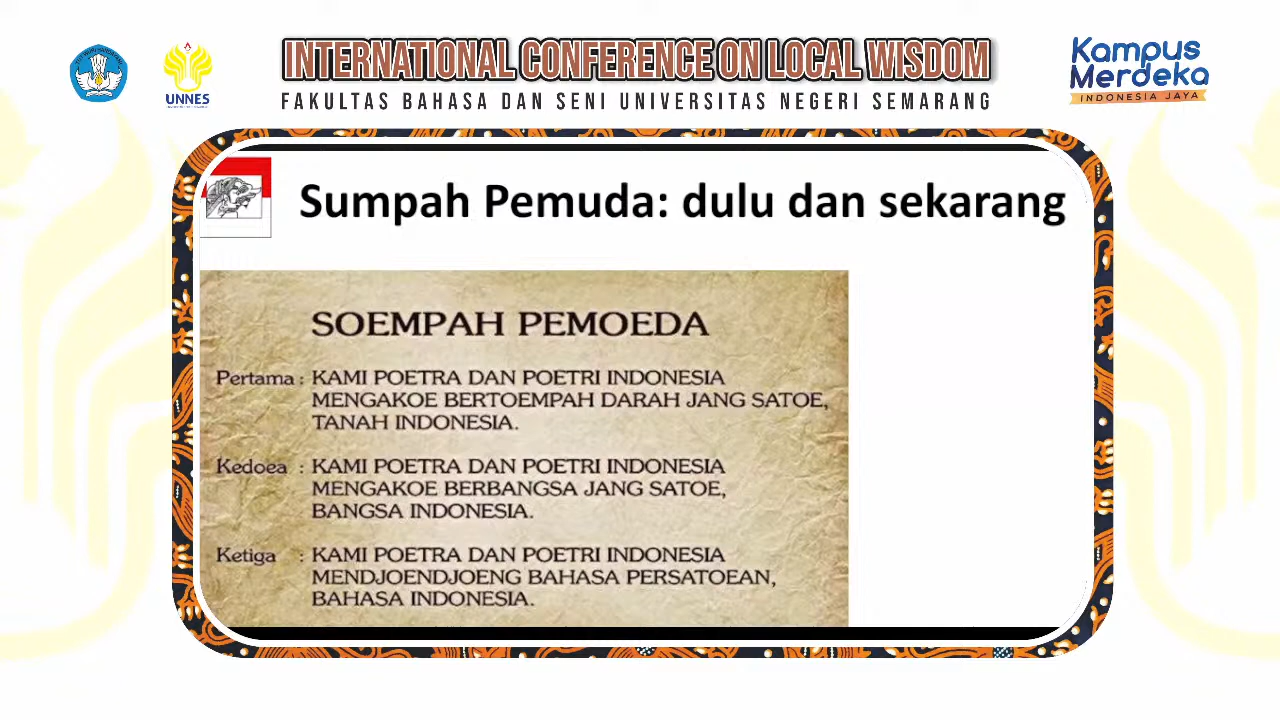 INTERNATIONAL CONFERENCE ON LOCAL WISDOM
FAKULTAS BAHASA DAN SENI UNIVERSITAS NEGERI SEMARANG
UNNES
Kampus
Merdeka
INDONESIA JAYA
Sumpah Pemuda: dulu dan sekarang
SOEMPAH PEMOEDA
Pertama : KAMI POETRA DAN POETRI INDONESIA
MENGAKOE BERTOEMPAH DARAH JANG SATOE,
TANAH INDONESIA.
Kedoea : KAMI POETRA DAN POETRI INDONESIA
MENGAKOE BERBANGSA JANG SATOE,
BANGSA INDONESIA.
Ketiga : KAMI POETRA DAN POETRI INDONESIA
MENDJOENDJOENG BAHASA PERSATOEAN,
BAHASA INDONESIA.